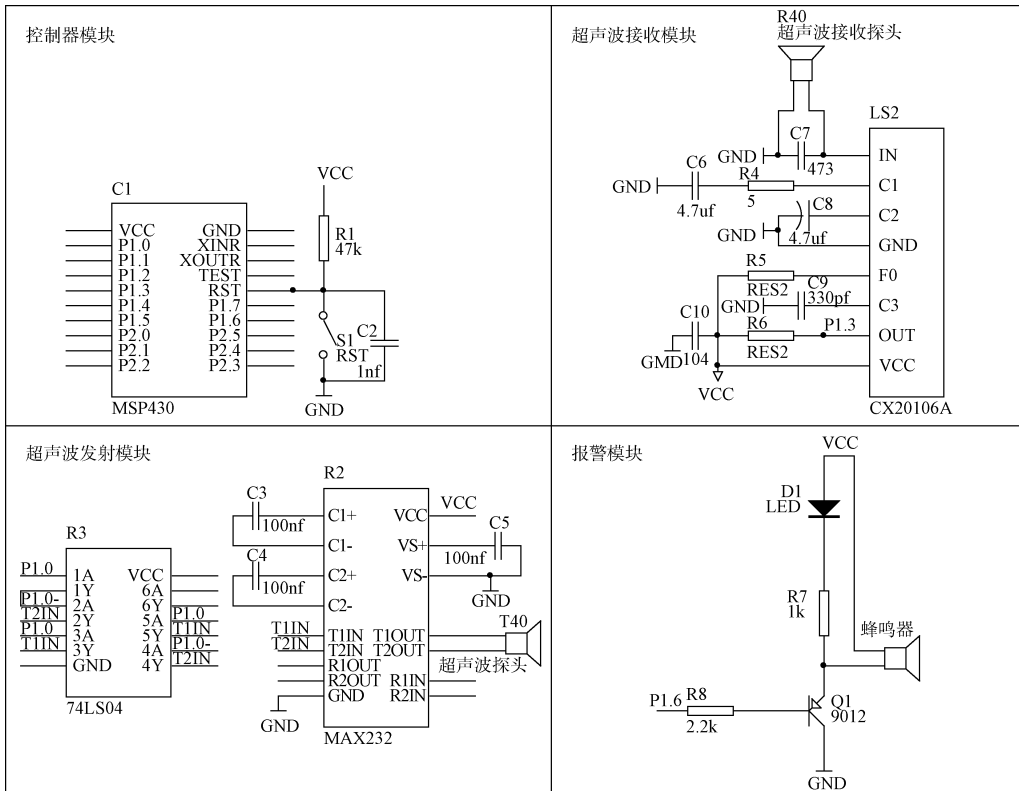 控制器模块
VCC
R1
47k
C1
VCC
P1.0
P1.1
P1.2
P1.3
P1.4
P1.5
P2.0
P2.1
P2.2
GND
XINR
XOUTR
TEST
RST
P1.7
P1.6
P2.5
P2.4
P2.3
MSP430
S1
RST
C2
1nf
GND
超声波接收模块
R40
超声波接收探头
LS2
GND
C7
473
IN
GND
C6
4.7uf
R4
5
C1
GND
C8
4.7uf
C2
GND
R5
RES2
F0
GND
C9
330pf
C3
C10
GMD
104
R6
RES2
P1.3
OUT
VCC
VCC
CX20106A
超声波发射模块
R3
P1.0
P1.0-
T2IN
P1.0
T1IN
1A
1Y
2A
2Y
3A
3Y
GND
VCC
6A
6Y
5A
5Y
4A
4Y
P1.0
T1IN
P1.0-
T2IN
74LS04
C3
100nf
C4
100nf
R2
C1+
C1-
C2+
C2-
T1IN
T2IN
T1IN
T2IN
R1OUT
R2OUT
GND
GND
VCC
VS+
VS-
T1OUT
T2OUT
R1IN
R2IN
MAX232
VCC
C5
100nf
GND
T40
超声波探头
报警模块
VCC
D1
LED
R7
1k
蜂鸣器
P1.6
R8
2.2k
Q1
9012
GND